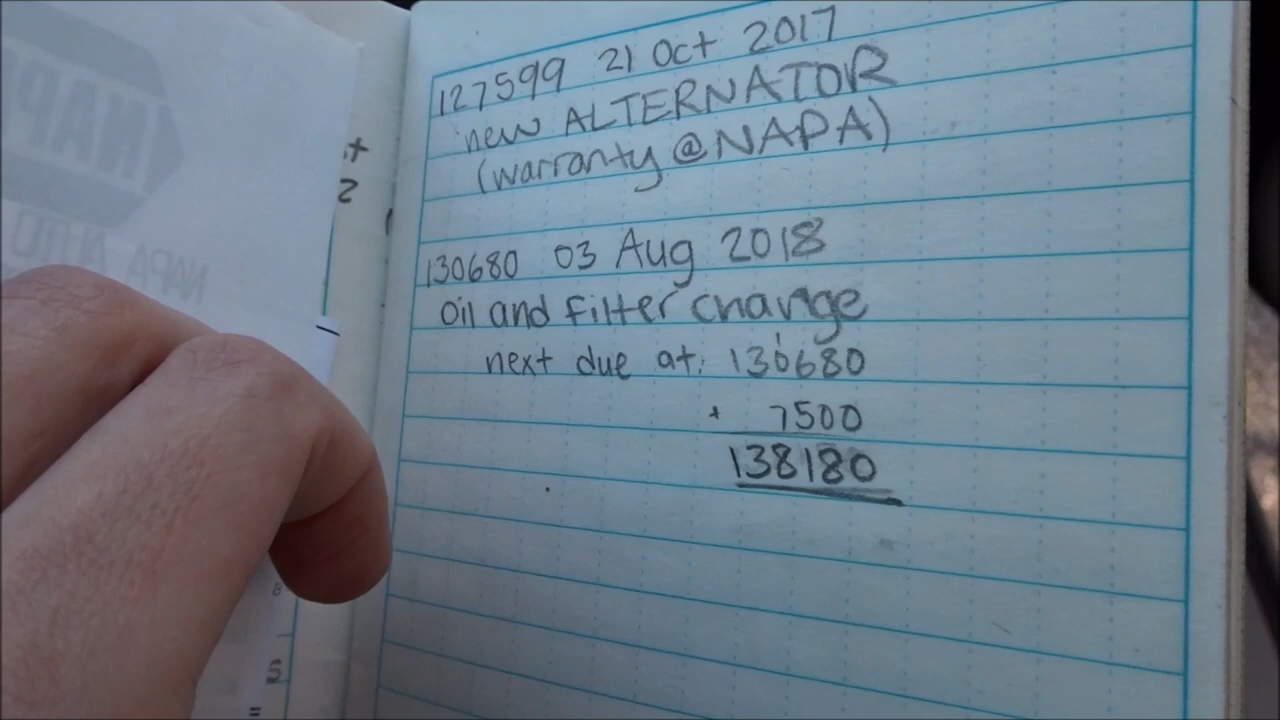 127599 21 Oct 2017
new ALTERNATOR
(warranty @NAPA)
130680 03 Aug 2018
oil and filter change
next due at: 130680
+ 7500
138180